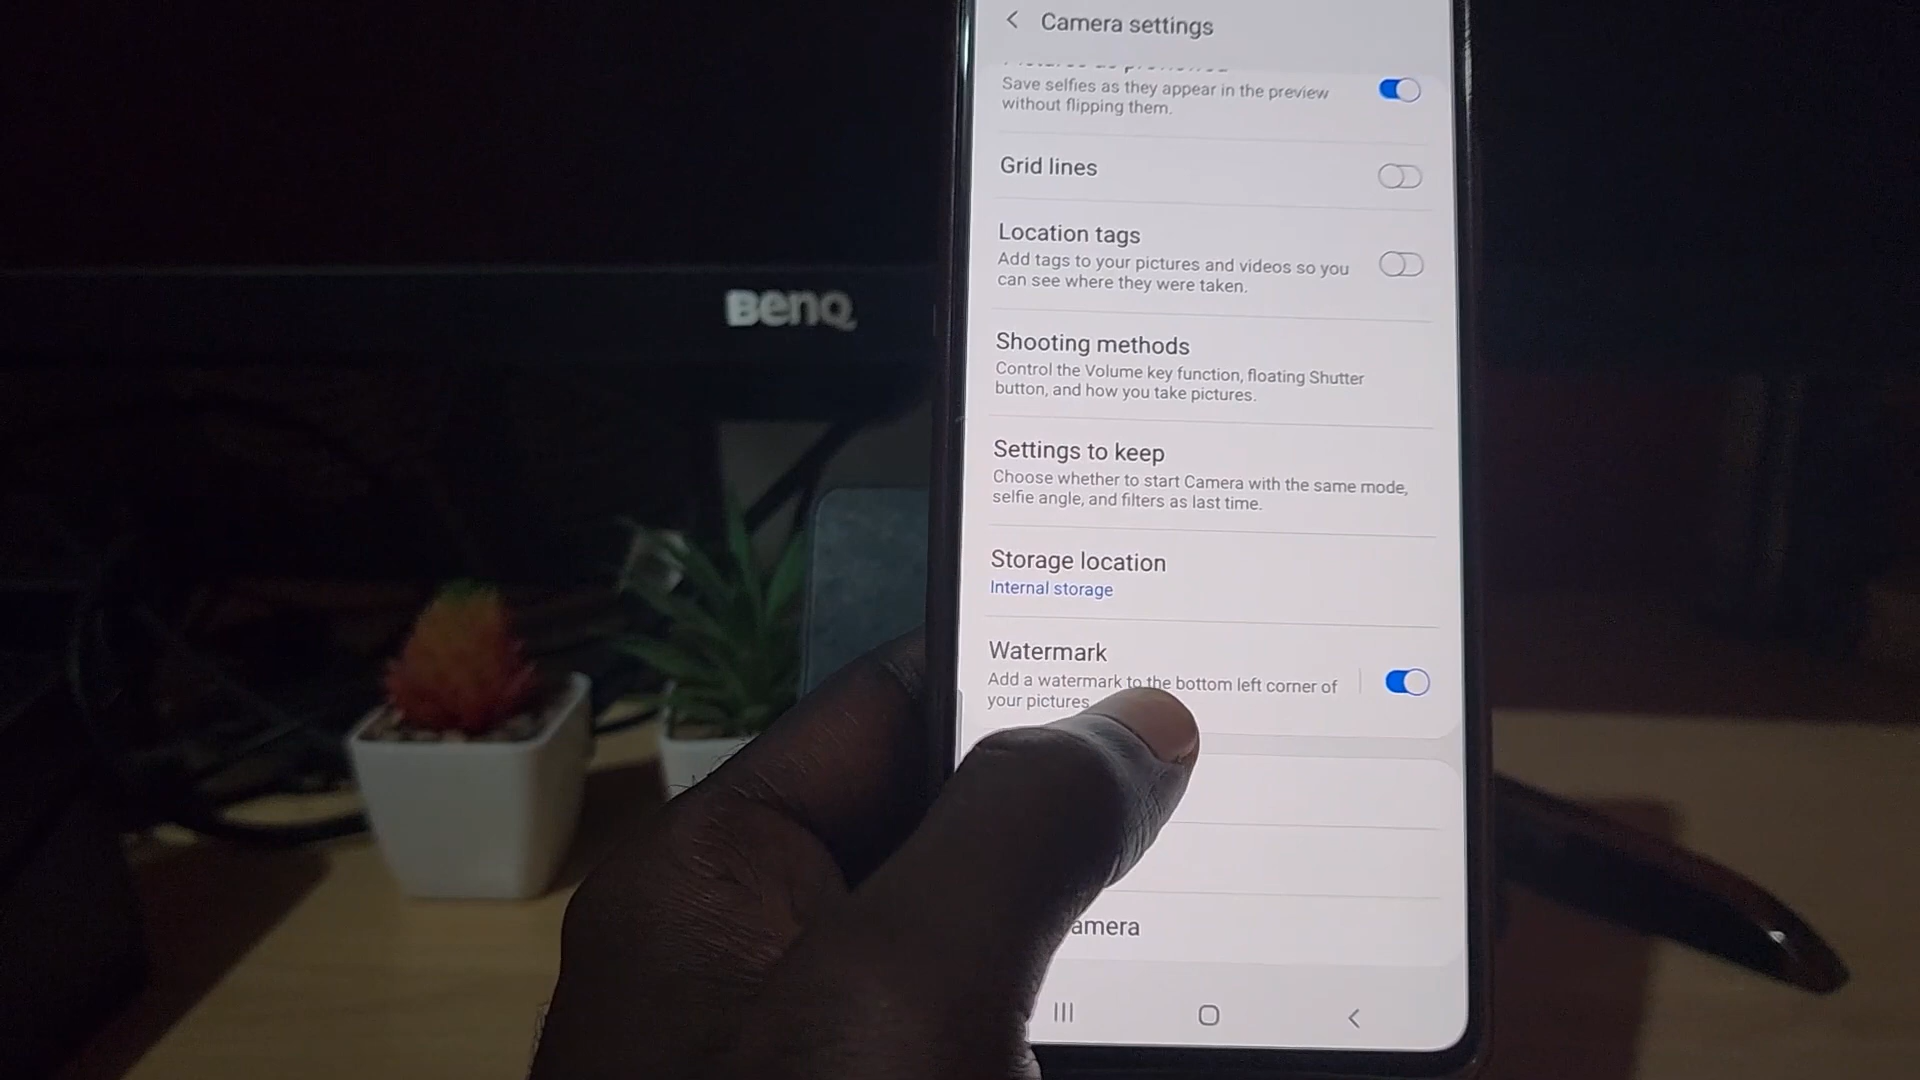 Camera settings
Save selfies as they appear in the preview
without flipping them.
Grid lines
BenQ
Location tags
Add tags to your pictures and videos so you
can see where they were taken.
Shooting methods
Control the Volume key function, floating Shutter
button, and how you take pictures.
Settings to keep
Choose whether to start Camera with the same mode,
selfie angle, and filters as last time.
Storage location
Internal storage
Watermark
Add a watermark to the bottom left corner of
your pictures
amera